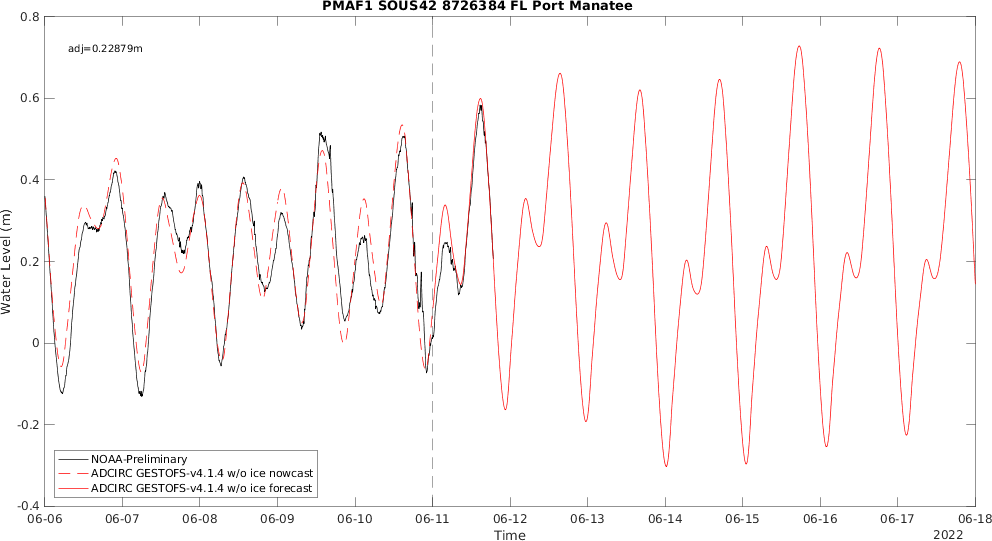 PMAF1 SOUS42 8726384 FL Port Manatee
adj=0.22879m
0.8
0.6
0.4
0.2
0
-0.2
-0.4
Water Level (m)
NOAA-Preliminary
ADCIRC GESTOFS-v4.1.4 w/o ice nowcast
ADCIRC GESTOFS-v4.1.4 w/o ice forecast
06-06 06-07 06-08 06-09 06-10 06-11 06-12 06-13 06-14 06-15 06-16 06-17 06-18
Time
2022